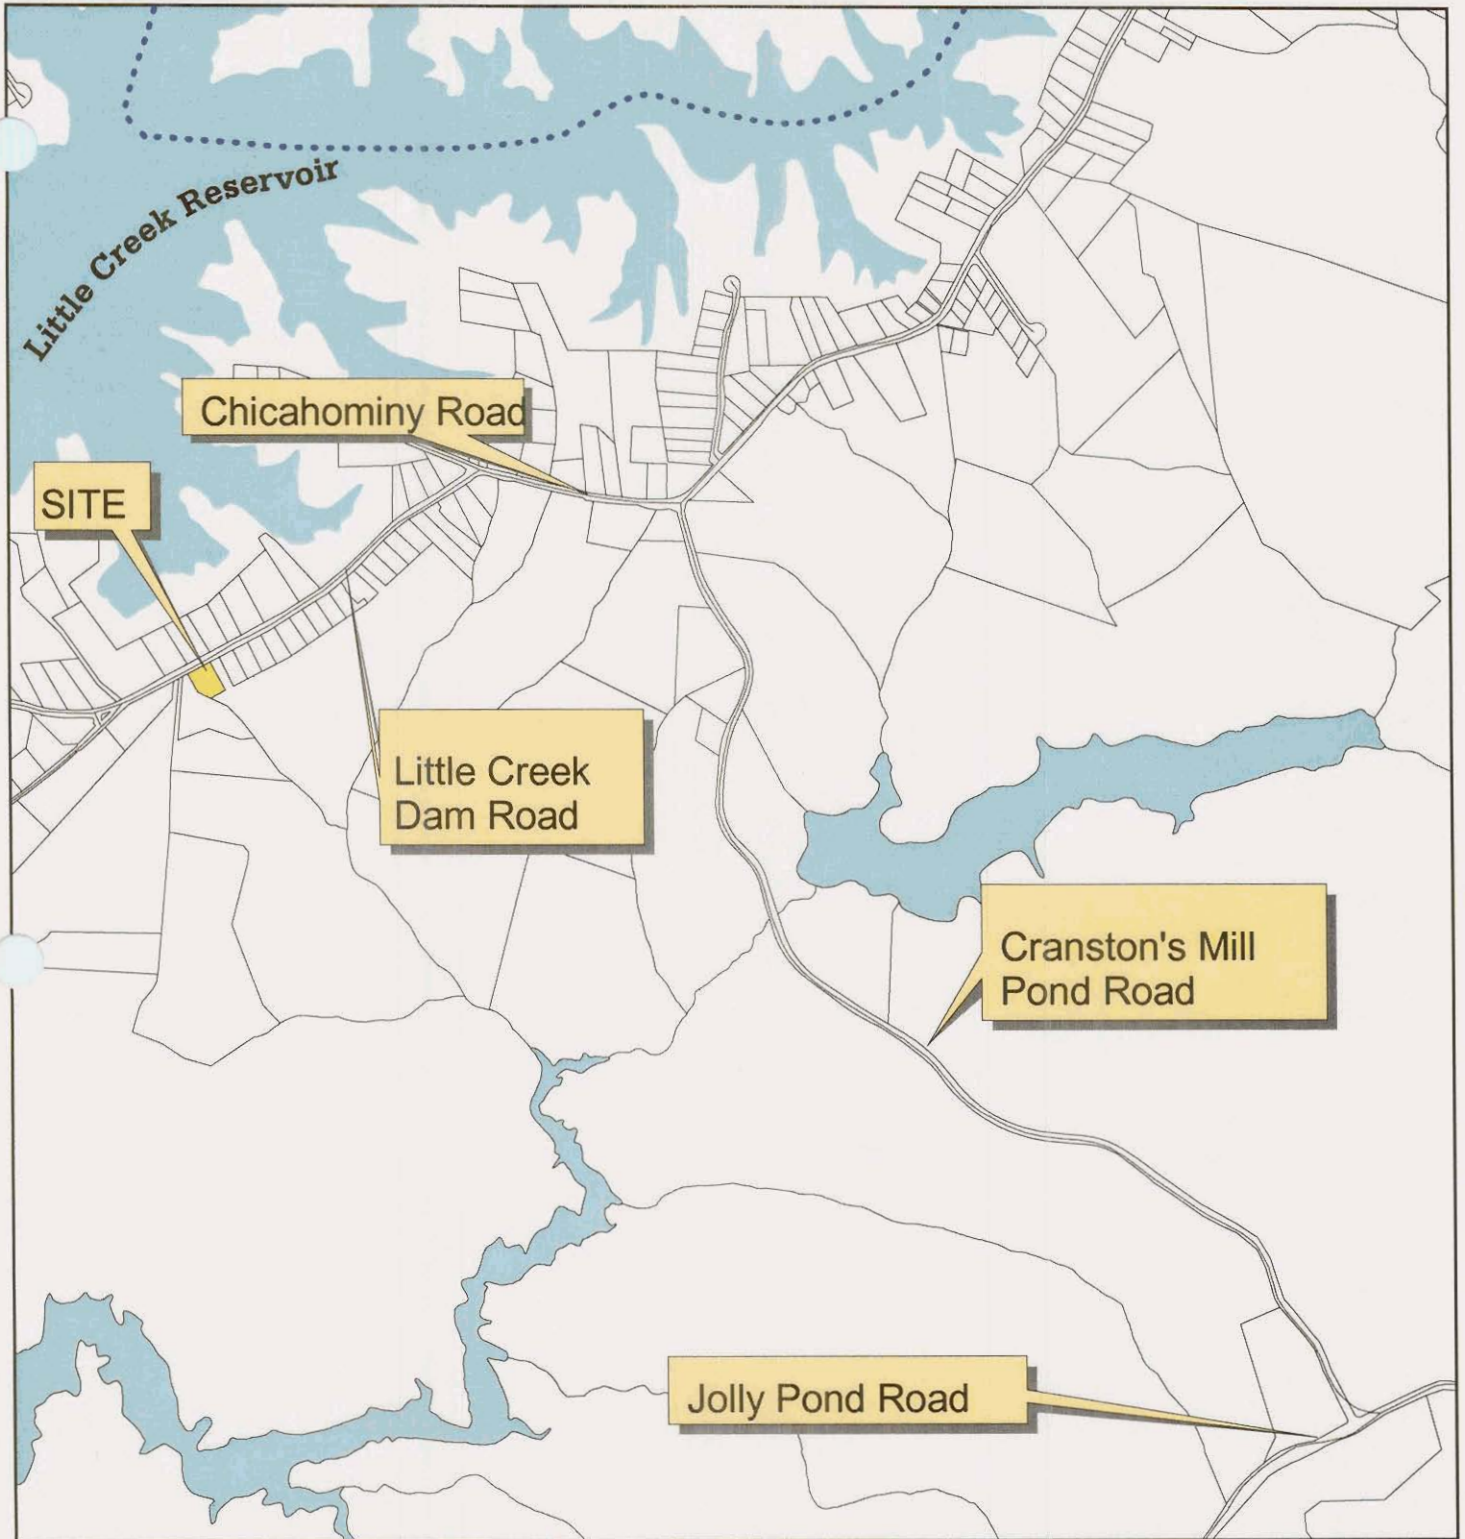 Little Creek Reservoir
Chicahominy Road
SITE
Little Creek
Dam Road
Cranston's Mill
Pond Road
Jolly Pond Road